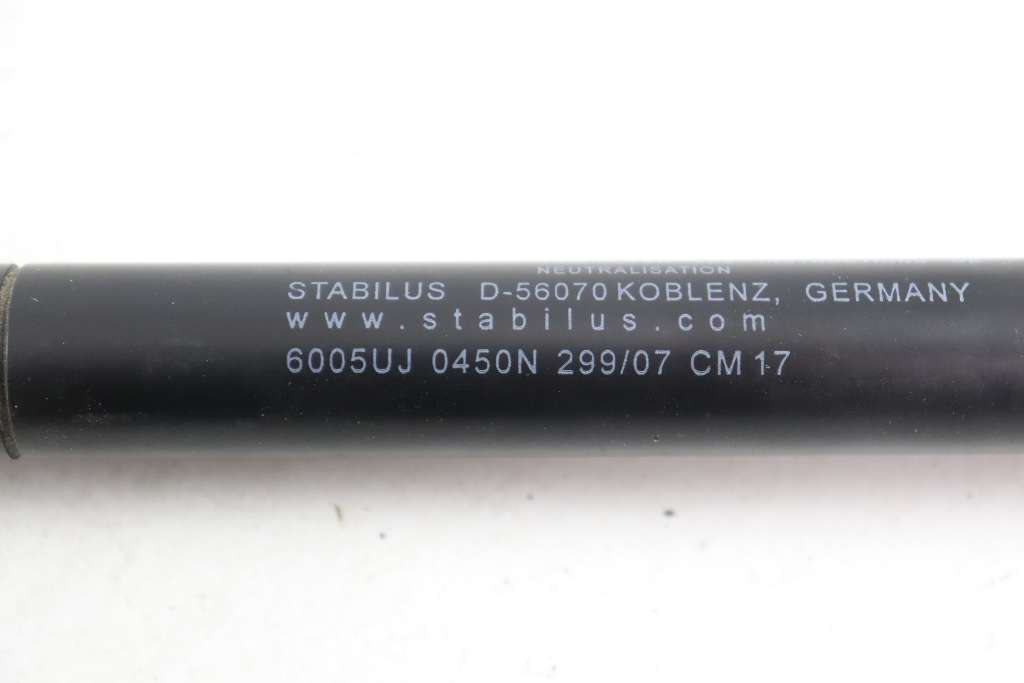 NEUTRALISATION
STABILUS D-56070 KOBLENZ, GERMANY
www.stabilus.com
6005UJ 0450N 299/07 CM 17